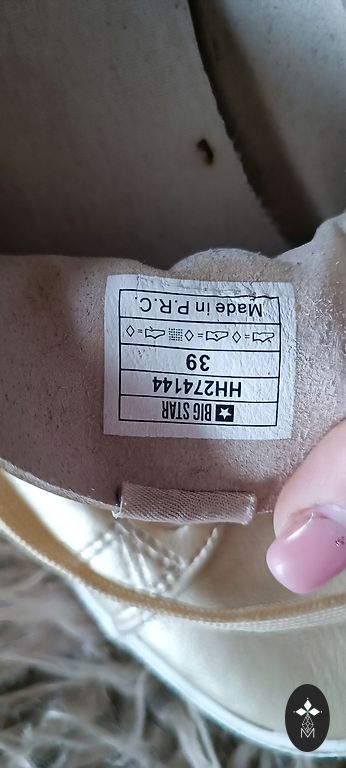 BIG STAR
HH274144
39
Made in P.R.C.